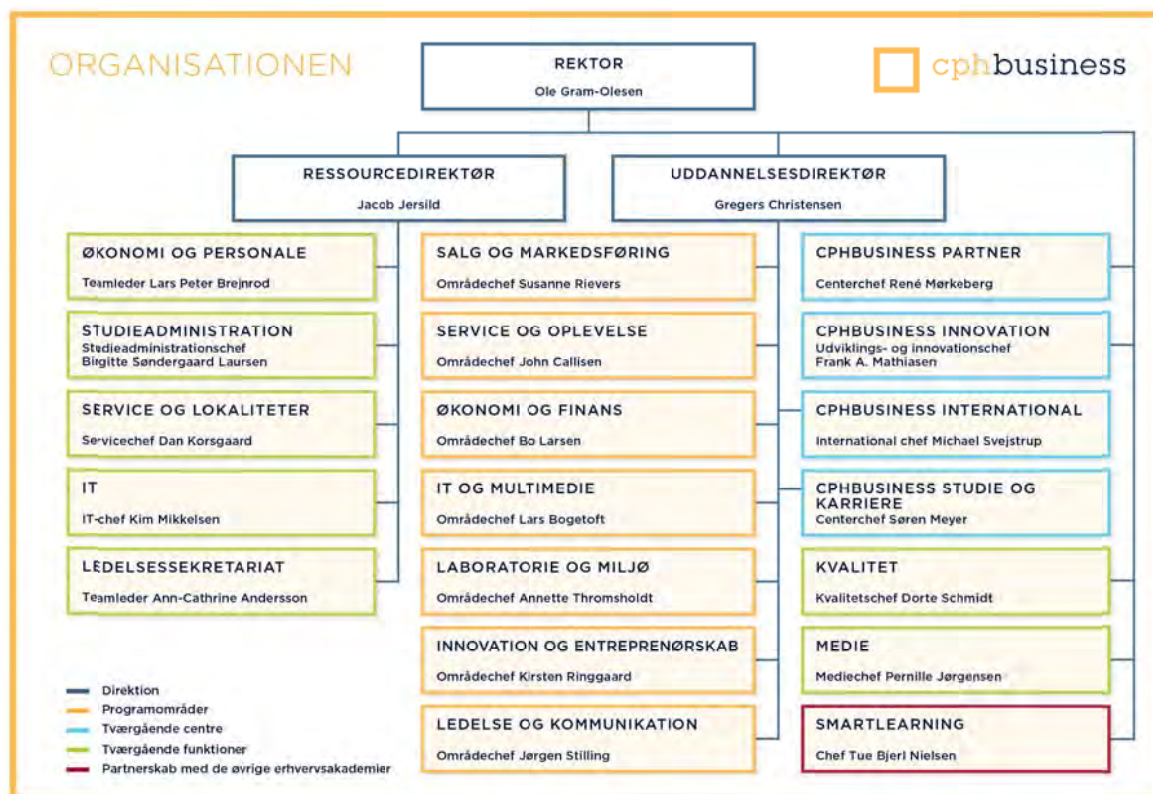 ORGANISATIONEN
cphbusiness
REKTOR
Ole Gram-Olesen
RESSOURCEDIREKTØR
Jacob Jersild
UDDANNELSESDIREKTØR
Gregers Christensen
ØKONOMI OG PERSONALE
Teamleder Lars Peter Brejnrod
STUDIEADMINISTRATION
Studieadministrationschef
Birgitte Søndergaard Laursen
SERVICE OG LOKALITETER
Servicechef Dan Korsgaard
IT
IT-chef Kim Mikkelsen
LEDELSESSEKRETARIAT
Teamleder Ann-Cathrine Andersson
SALG OG MARKEDSFØRING
Områdechef Susanne Rievers
SERVICE OG OPLEVELSE
Områdechef John Callisen
ØKONOMI OG FINANS
Områdechef Bo Larsen
IT OG MULTIMEDIE
Områdechef Lars Bogetoft
LABORATORIE OG MILJØ
Områdechef Annette Thromsholdt
INNOVATION OG ENTREPRENØRSKAB
Områdechef Kirsten Ringgaard
LEDELSE OG KOMMUNIKATION
Områdechef Jørgen Stilling
CPHBUSINESS PARTNER
Centerchef René Mørkeberg
CPHBUSINESS INNOVATION
Udviklings- og innovationschef
Frank A. Mathiasen
CPHBUSINESS INTERNATIONAL
International chef Michael Svejstrup
CPHBUSINESS STUDIE OG
KARRIERE
Centerchef Søren Meyer
KVALITET
Kvalitetschef Dorte Schmidt
MEDIE
Mediechef Pernille Jørgensen
SMARTLEARNING
Chef Tue Bjerl Nielsen
Direktion
Programområder
Tværgående centre
Tværgående funktioner
Partnerskab med de øvrige erhvervsakademier